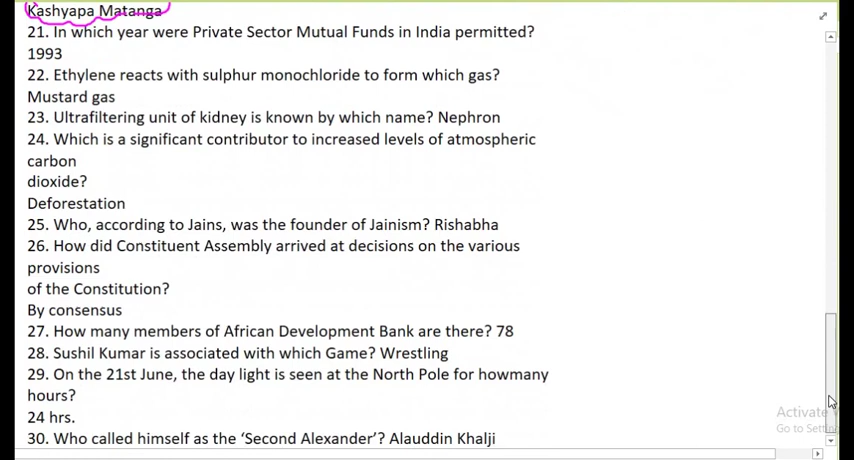 Kashyapa Matanga
21. In which year were Private Sector Mutual Funds in India permitted?
1993
22. Ethylene reacts with sulphur monochloride to form which gas?
Mustard gas
23. Ultrafiltering unit of kidney is known by which name? Nephron
24. Which is a significant contributor to increased levels of atmospheric
carbon
dioxide?
Deforestation
25. Who, according to Jains, was the founder of Jainism? Rishabha
26. How did Constituent Assembly arrived at decisions on the various
provisions
of the Constitution?
By consensus
27. How many members of African Development Bank are there? 78
28. Sushil Kumar is associated with which Game? Wrestling
29. On the 21st June, the day light is seen at the North Pole for howmany
hours?
24 hrs.
Activate
Go to Settin
30. Who called himself as the ‘Second Alexander’? Alauddin Khalji